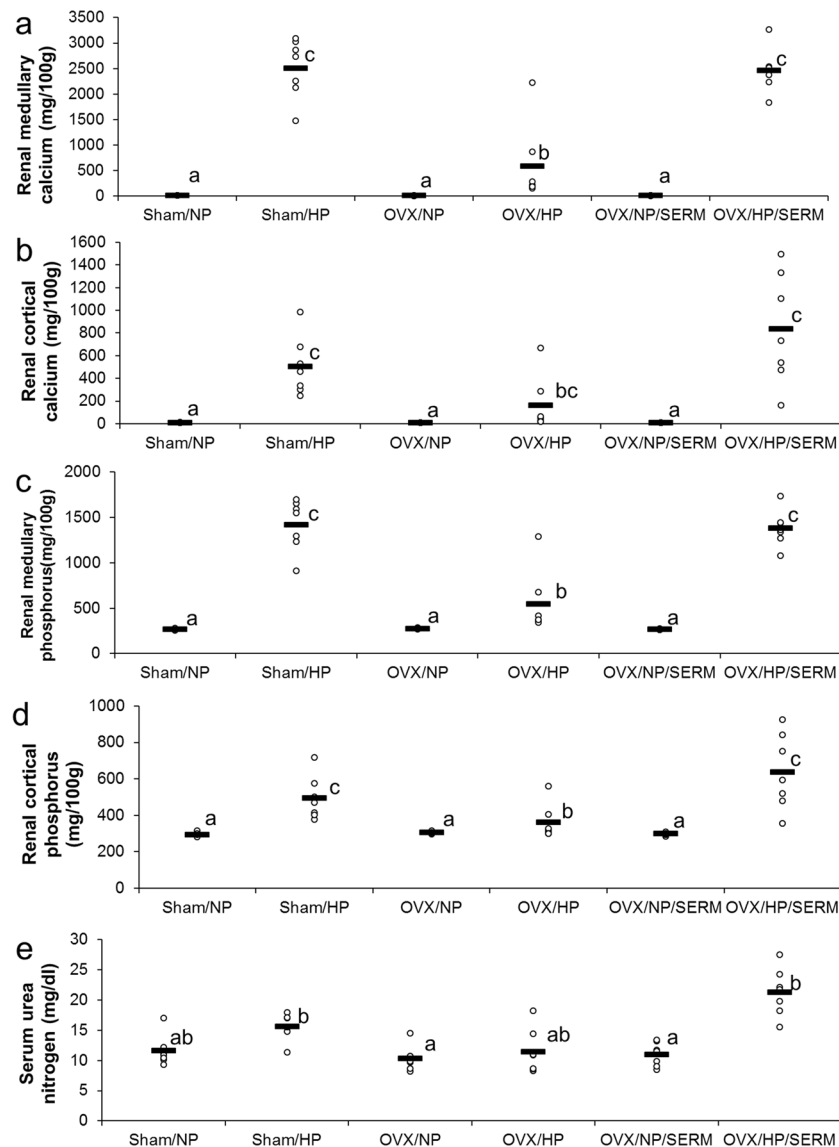 a
Renal medullary
calcium (mg/100g)
3500
3000
2500
2000
1500
1000
500
0
a
c
a
b
a
c
Sham/NP Sham/HP OVX/NP OVX/HP OVX/NP/SERM OVX/HP/SERM
b
Renal cortical
calcium (mg/100g)
1600
1400
1200
1000
800
600
400
200
0
a
c
a
bc
a
c
Sham/NP Sham/HP OVX/NP OVX/HP OVX/NP/SERM OVX/HP/SERM
c
Renal medullary
phosphorus(mg/100g)
2000
1500
1000
500
0
a
c
a
b
a
c
Sham/NP Sham/HP OVX/NP OVX/HP OVX/NP/SERM OVX/HP/SERM
d
Renal cortical
phosphorus
(mg/100g)
1000
800
600
400
200
0
a
c
a
b
a
c
Sham/NP Sham/HP OVX/NP OVX/HP OVX/NP/SERM OVX/HP/SERM
e
Serum urea
nitrogen (mg/dl)
30
25
20
15
10
5
0
ab
b
a
ab
a
b
Sham/NP Sham/HP OVX/NP OVX/HP OVX/NP/SERM OVX/HP/SERM